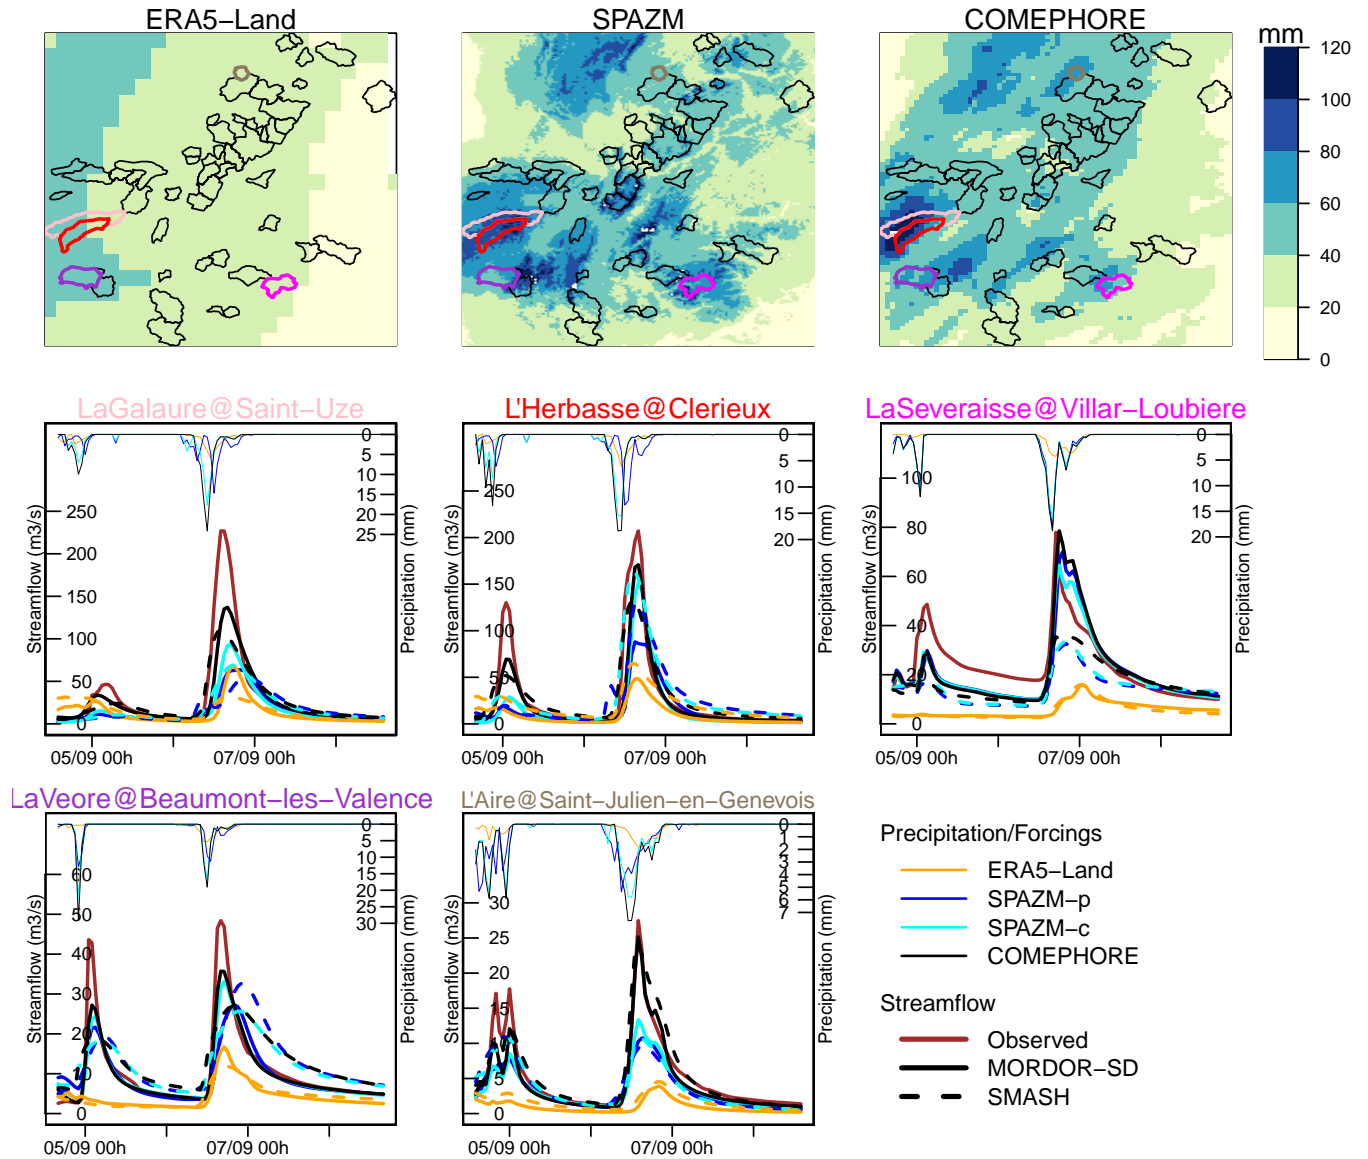 ERA5−Land
SPAZM
COMEPHORE
mm
120
100
80
60
40
20
0
LaGalaure@Saint−Uze
Streamflow (m3/s)
250
200
150
100
50
0
Precipitation (mm)
0
5
10
15
20
25
05/09 00h
07/09 00h
L'Herbasse@Clerieux
Streamflow (m3/s)
250
200
150
100
50
0
Precipitation (mm)
0
5
10
15
20
05/09 00h
07/09 00h
LaSeveraisse@Villar−Loubiere
Streamflow (m3/s)
100
80
60
40
20
0
Precipitation (mm)
0
5
10
15
20
05/09 00h
07/09 00h
LaVeore@Beaumont−les−Valence
Streamflow (m3/s)
60
50
40
30
20
10
0
Precipitation (mm)
0
5
10
15
20
25
30
05/09 00h
07/09 00h
L'Aire@Saint−Julien−en−Genevois
Streamflow (m3/s)
30
25
20
15
10
5
0
Precipitation (mm)
0
1
2
3
4
5
6
7
05/09 00h
07/09 00h
Precipitation/Forcings
ERA5−Land
SPAZM−p
SPAZM−c
COMEPHORE
Streamflow
Observed
MORDOR−SD
SMASH